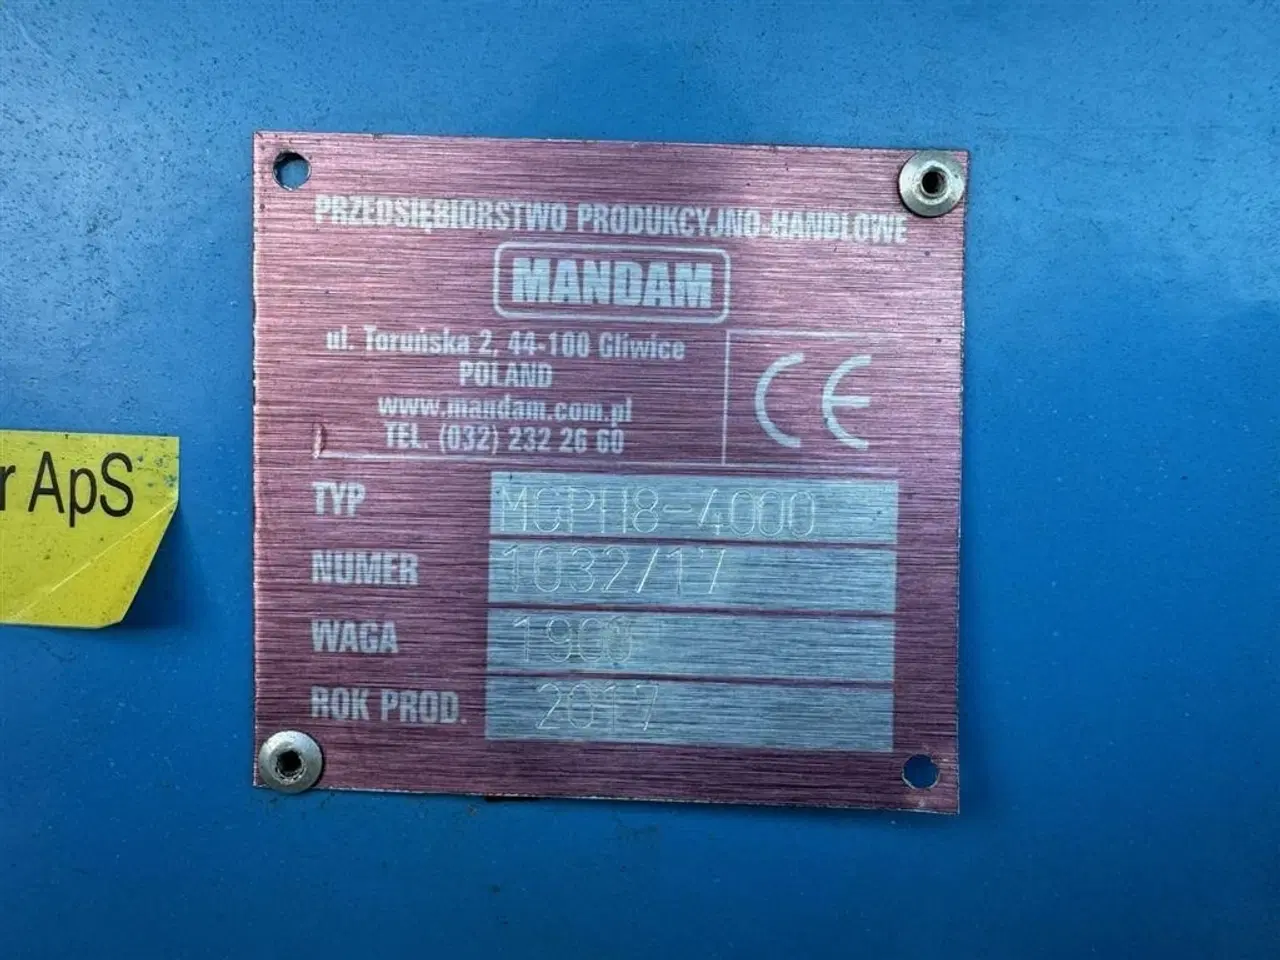 PRZEDSIĘBIORSTWO PRODUKCYJNO-HANDLOWE
MANDAM
ul. Toruńska 2, 44-100 Gliwice
POLAND
www.mandam.com.pl
TEL. (032) 232 26 60
CE
TYP MGPH8-4000
NUMER 1032/17
WAGA 1900
ROK PROD. 2017
r ApS